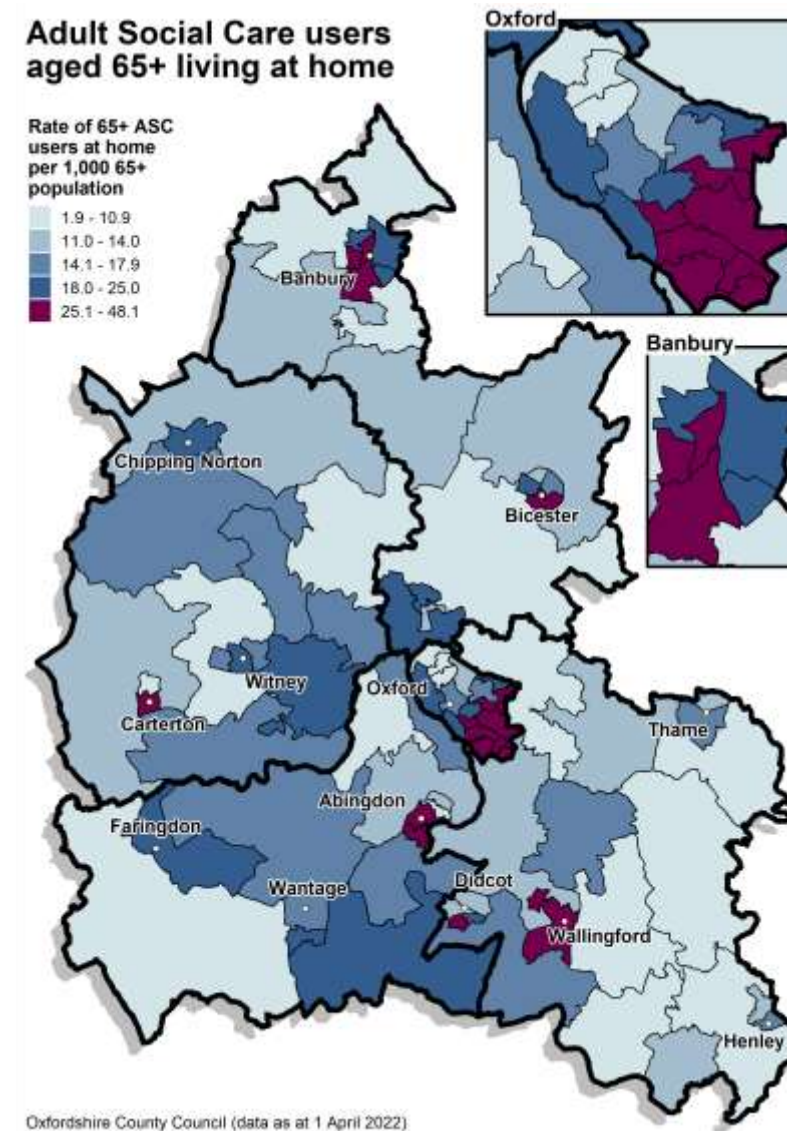 Adult Social Care users
aged 65+ living at home
Rate of 65+ ASC
users at home
per 1,000 65+
population
1.9 - 10.9
11.0 - 14.0
14.1 - 17.9
18.0 - 25.0
25.1 - 48.1
Oxford
Banbury
Banbury
Chipping Norton
Bicester
Witney
Oxford
Carterton
Thame
Abingdon
Faringdon
Didcot
Wantage
Wallingford
Henley
Oxfordshire County Council (data as at 1 April 2022)